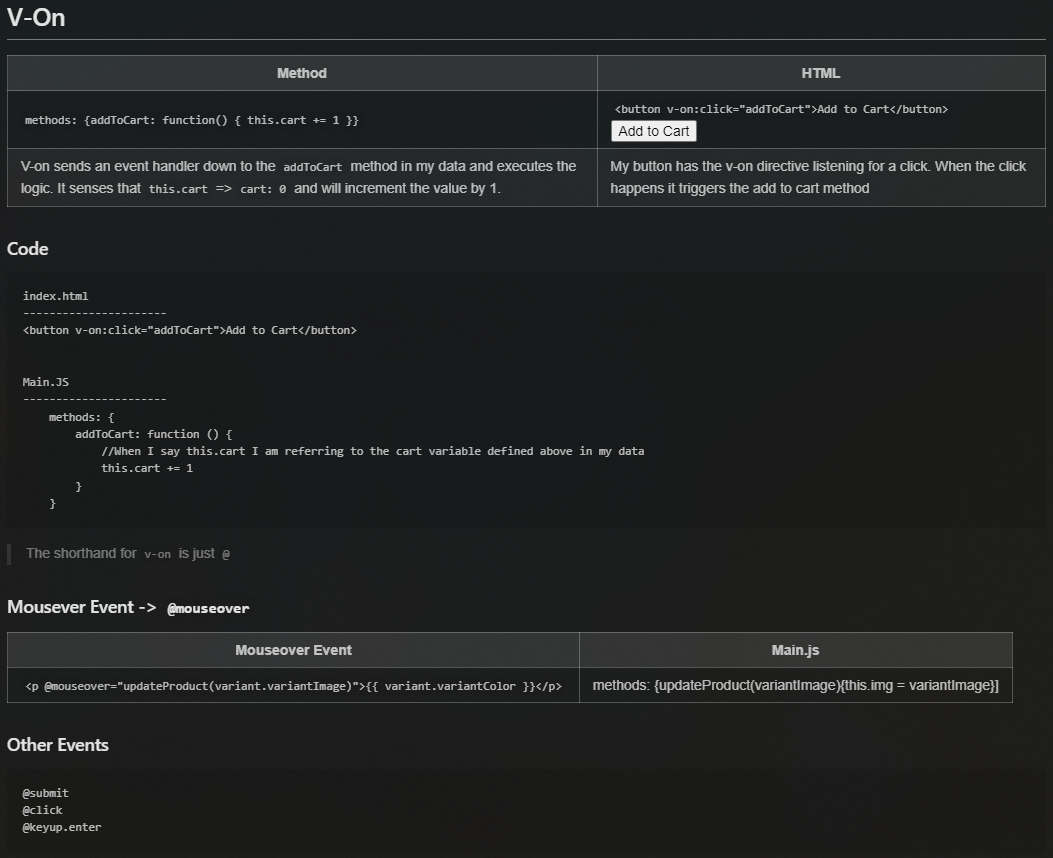 V-On
Method
HTML
methods: {addToCart: function() { this.cart += 1 }}
<button v-on:click="addToCart">Add to Cart</button>
Add to Cart
V-on sends an event handler down to the addToCart method in my data and executes the
logic. It senses that this.cart => cart: 0 and will increment the value by 1.
My button has the v-on directive listening for a click. When the click
happens it triggers the add to cart method
Code
index.html
----------------------
<button v-on:click="addToCart">Add to Cart</button>
Main.JS
----------------------
methods: {
addToCart: function () {
//When I say this.cart I am referring to the cart variable defined above in my data
this.cart += 1
}
}
The shorthand for v-on is just @
Mousever Event -> @mouseover
Mouseover Event
Main.js
<p @mouseover="updateProduct(variant.variantImage)">{{ variant.variantColor }}</p>
methods: {updateProduct(variantImage){this.img = variantImage}]
Other Events
@submit
@click
@keyup.enter